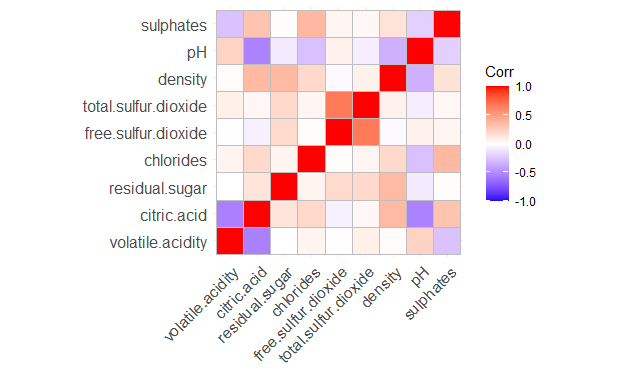 sulphates
pH
density
total.sulfur.dioxide
free.sulfur.dioxide
chlorides
residual.sugar
citric.acid
volatile.acidity
volatile.acidity
citric.acid
residual.sugar
chlorides
free.sulfur.dioxide
total.sulfur.dioxide
density
pH
sulphates
Corr
1.0
0.5
0.0
-0.5
-1.0